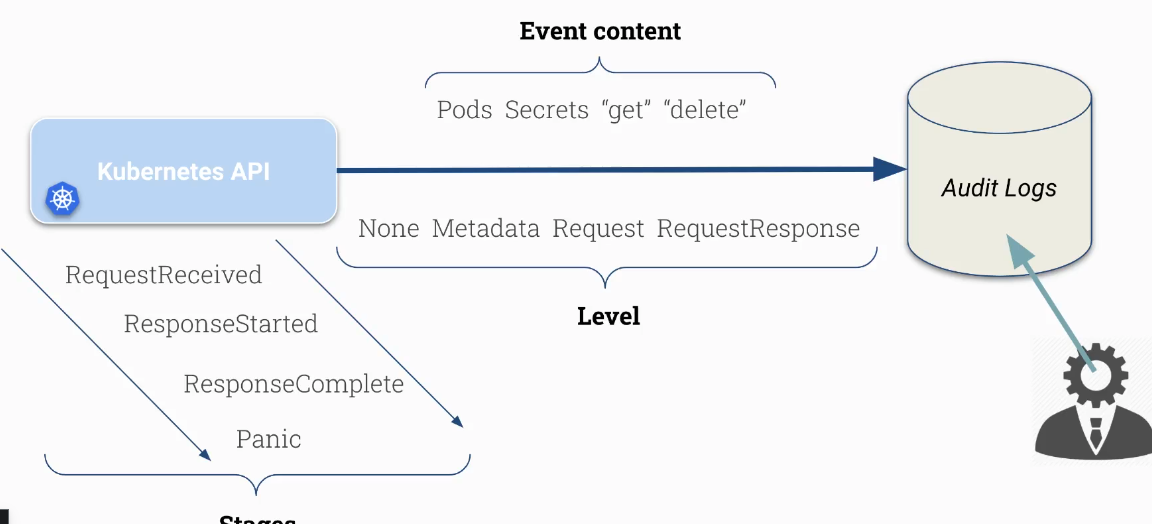 Event content
Pods Secrets “get” “delete”
Kubernetes API
Audit Logs
None Metadata Request RequestResponse
Level
RequestReceived
ResponseStarted
ResponseComplete
Panic
Stages